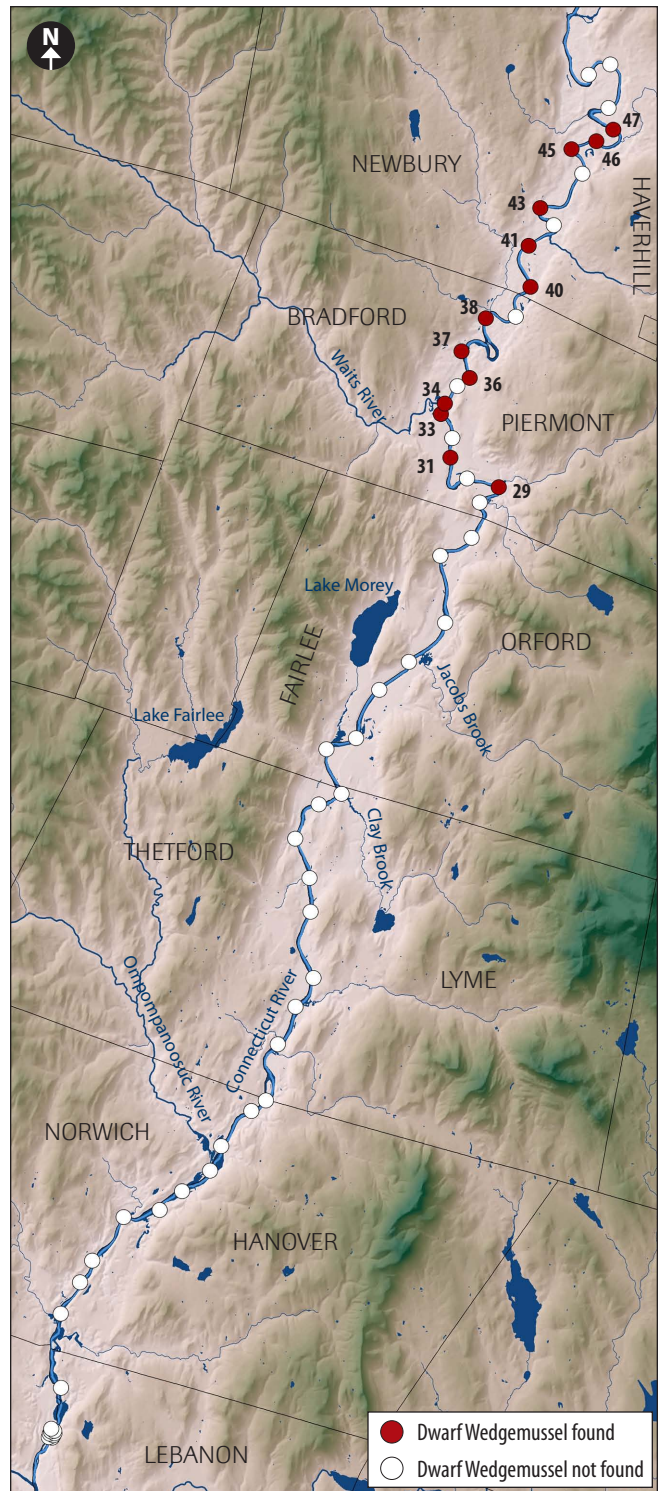 N
47
46
45
NEWBURY
HAVERHILL
43
41
40
38
BRADFORD
37
Waits River
36
34
33
PIERMONT
31
29
Lake Morey
ORFORD
FAIRLEE
Jacobs Brook
Lake Fairlee
Clay Brook
THETFORD
LYME
Ompompanoosuc River
Connecticut River
NORWICH
HANOVER
LEBANON
Dwarf Wedgemussel found
Dwarf Wedgemussel not found